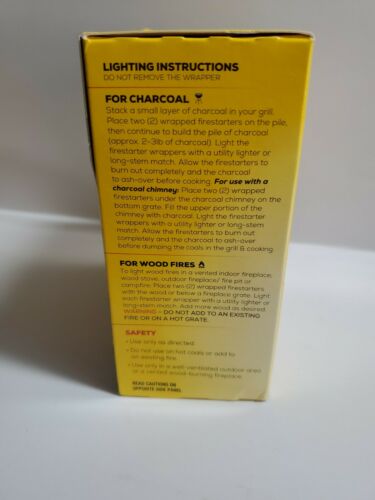 LIGHTING INSTRUCTIONS
DO NOT REMOVE THE WRAPPER
FOR CHARCOAL
Stack a small layer of charcoal in your grill.
Place two (2) wrapped firestarters on the pile,
then continue to build the pile of charcoal
(approx. 2-3lb of charcoal). Light the
firestarter wrappers with a utility lighter or
long-stem match. Allow the firestarters to
burn out completely and the charcoal
to ash-over before cooking. For use with a
charcoal chimney: Place two (2) wrapped
firestarters under the charcoal chimney on the
bottom grate. Fill the upper portion of the
chimney with charcoal. Light the firestarter
wrappers with a utility lighter or long-stem
match. Allow the firestarters to burn out
completely and the charcoal to ash-over
before dumping the coals in the grill & cooking.
FOR WOOD FIRES
To light wood fires in a vented indoor fireplace,
wood stove, outdoor fireplace/ fire pit or
campfire: Place two (2) wrapped firestarters
with the wood or below a fireplace grate. Light
each firestarter wrapper with a utility lighter or
long-stem match. Add more wood as desired.
WARNING – DO NOT ADD TO AN EXISTING
FIRE OR ON A HOT GRATE.
SAFETY
• Use only as directed.
• Do not use on hot coals or add to
an existing fire.
• Use only in a well-ventilated outdoor area
or a vented wood-burning fireplace.
READ CAUTIONS ON
OPPOSITE SIDE PANEL